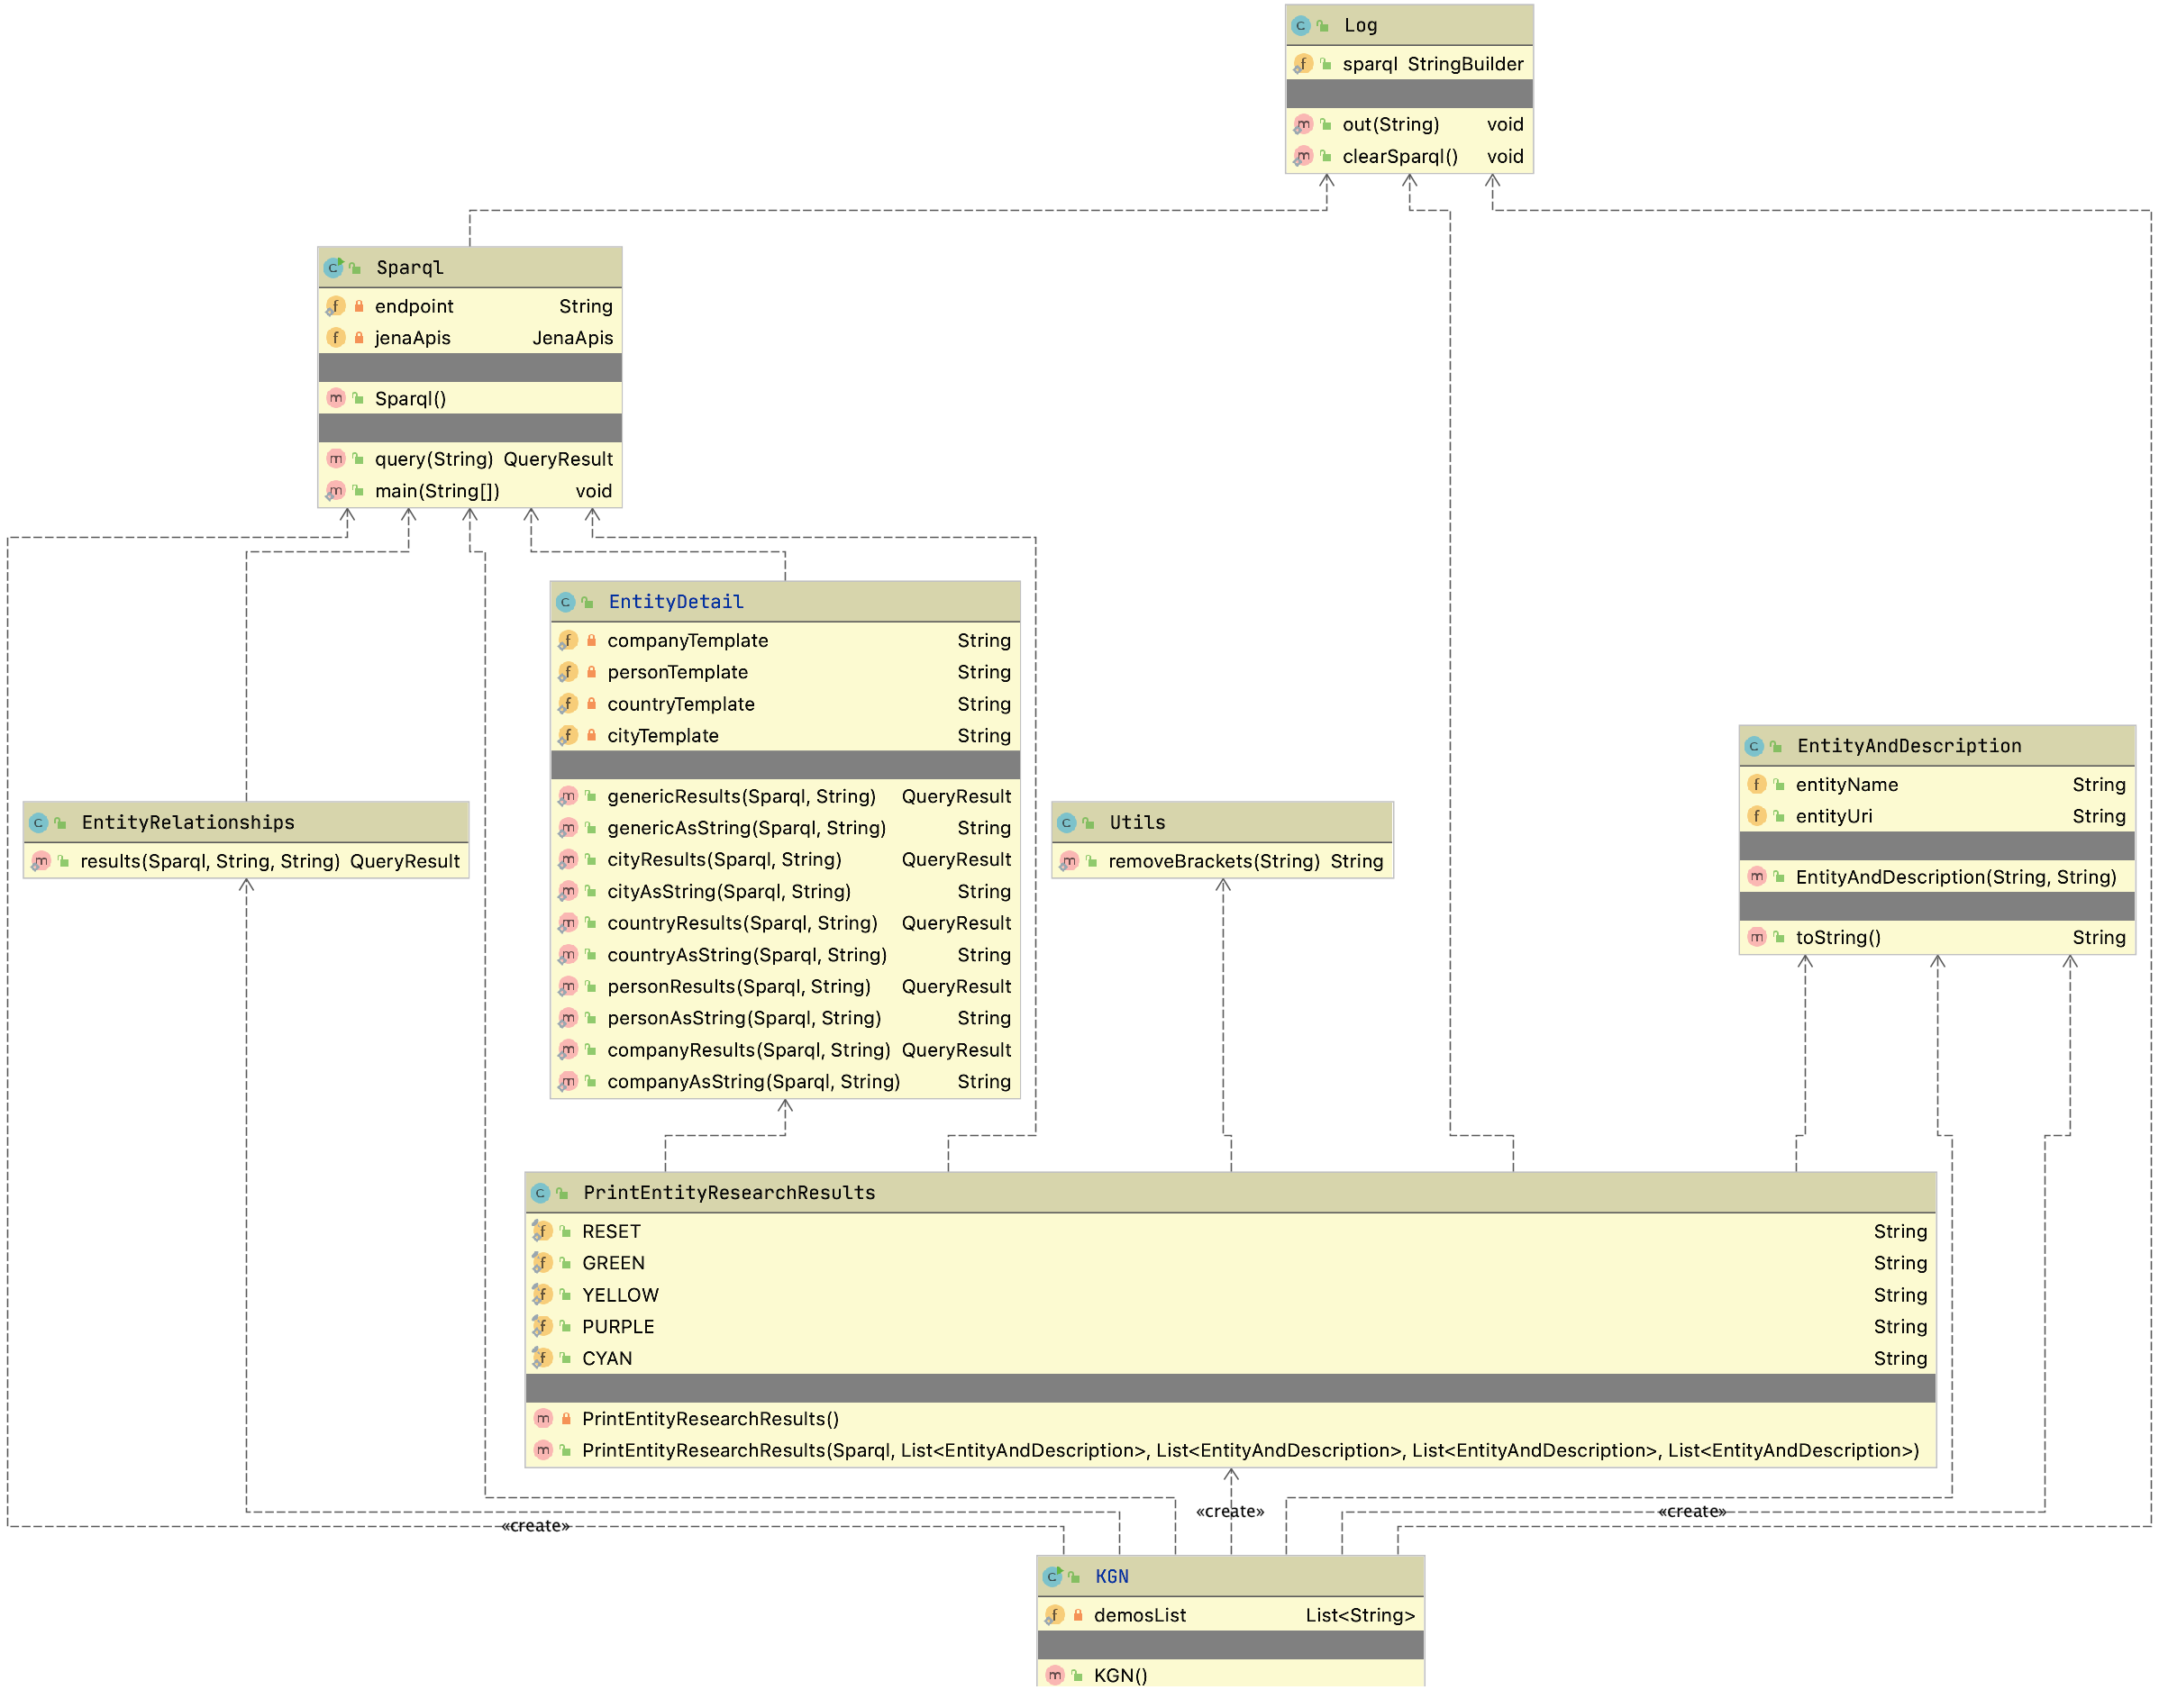 Log
sparql StringBuilder
out(String) void
clearSparql() void
Sparql
endpoint String
jenaApis JenaApis
Sparql()
query(String) QueryResult
main(String[]) void
EntityDetail
companyTemplate String
personTemplate String
countryTemplate String
cityTemplate String
genericResults(Sparql, String) QueryResult
genericAsString(Sparql, String) String
cityResults(Sparql, String) QueryResult
cityAsString(Sparql, String) String
countryResults(Sparql, String) QueryResult
countryAsString(Sparql, String) String
personResults(Sparql, String) QueryResult
personAsString(Sparql, String) String
companyResults(Sparql, String) QueryResult
companyAsString(Sparql, String) String
EntityRelationships
results(Sparql, String, String) QueryResult
Utils
removeBrackets(String) String
EntityAndDescription
entityName String
entityUri String
EntityAndDescription(String, String)
toString() String
PrintEntityResearchResults
RESET String
GREEN String
YELLOW String
PURPLE String
CYAN String
PrintEntityResearchResults()
PrintEntityResearchResults(Sparql, List<EntityAndDescription>, List<EntityAndDescription>, List<EntityAndDescription>, List<EntityAndDescription>)
«create»
«create»
«create»
KGN
demosList List<String>
KGN()